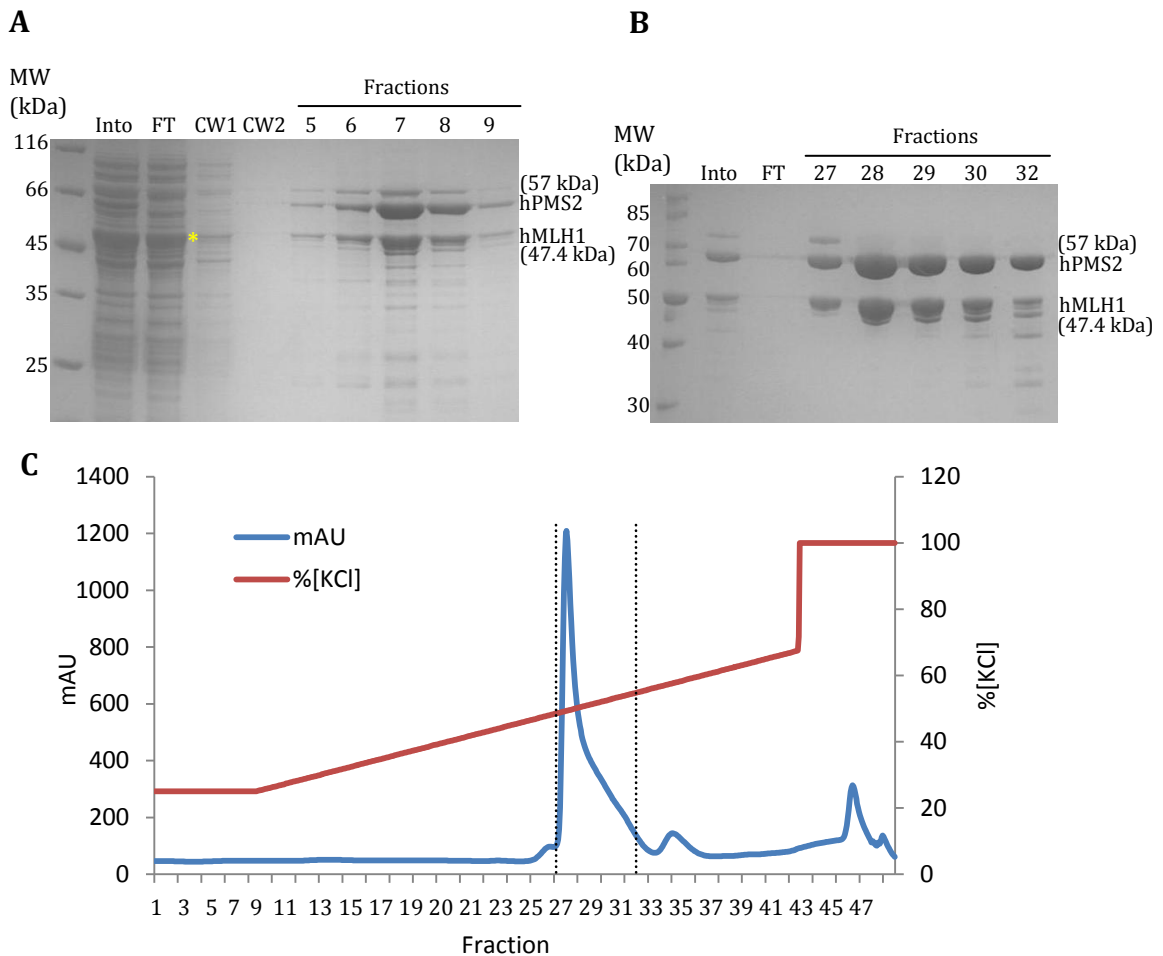 A
MW
(kDa)
Fractions
Into FT CW1 CW2 5 6 7 8 9
116
66
45
35
25
*
(57 kDa)
hPMS2
hMLH1
(47.4 kDa)
B
MW
(kDa)
Fractions
Into FT 27 28 29 30 32
85
70
60
50
40
30
(57 kDa)
hPMS2
hMLH1
(47.4 kDa)
C
mAU
%[KCl]
1400
1200
1000
800
600
400
200
0
mAU
120
100
80
60
40
20
0
%[KCl]
1 3 5 7 9 11 13 15 17 19 20 21 23 25 27 29 31 33 35 37 39 41 43 45 47
Fraction